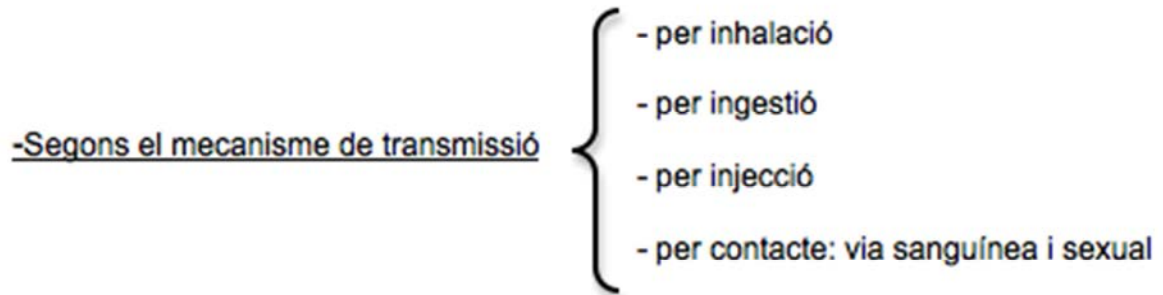 - per inhalació
- per ingestió
-Segons el mecanisme de transmissió
- per injecció
- per contacte: via sanguínea i sexual